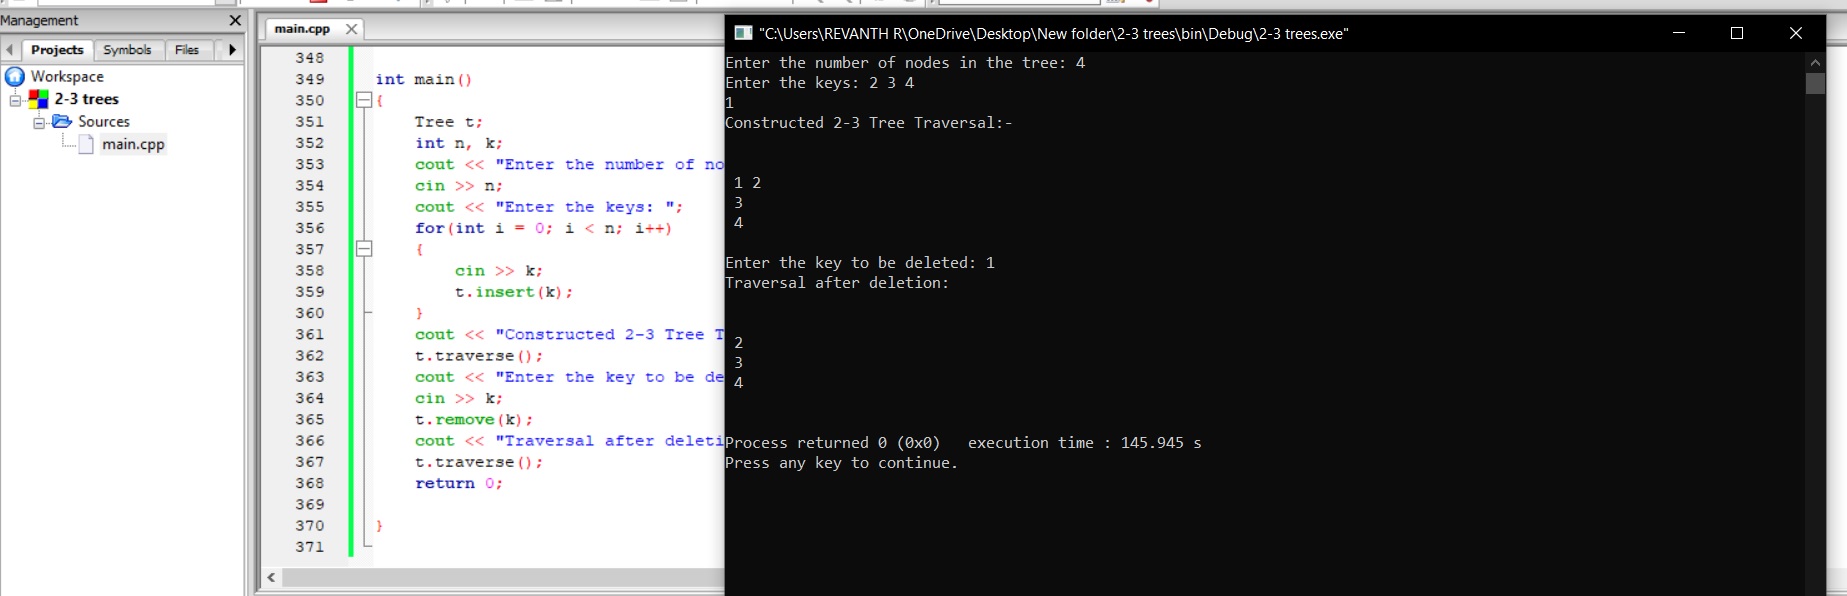 Management
Projects Symbols Files
Workspace
2-3 trees
Sources
main.cpp
main.cpp
348
349 int main()
350 {
351 Tree t;
352 int n, k;
353 cout << "Enter the number of no
354 cin >> n;
355 cout << "Enter the keys: ";
356 for(int i = 0; i < n; i++)
357 {
358 cin >> k;
359 t.insert(k);
360 }
361 cout << "Constructed 2-3 Tree T
362 t.traverse();
363 cout << "Enter the key to be de
364 cin >> k;
365 t.remove(k);
366 cout << "Traversal after deleti
367 t.traverse();
368 return 0;
369
370 }
371
"C:\Users\REVANTH R\OneDrive\Desktop\New folder\2-3 trees\bin\Debug\2-3 trees.exe"
Enter the number of nodes in the tree: 4
Enter the keys: 2 3 4
1
Constructed 2-3 Tree Traversal:-
1 2
3
4
Enter the key to be deleted: 1
Traversal after deletion:
2
3
4
Process returned 0 (0x0) execution time : 145.945 s
Press any key to continue.